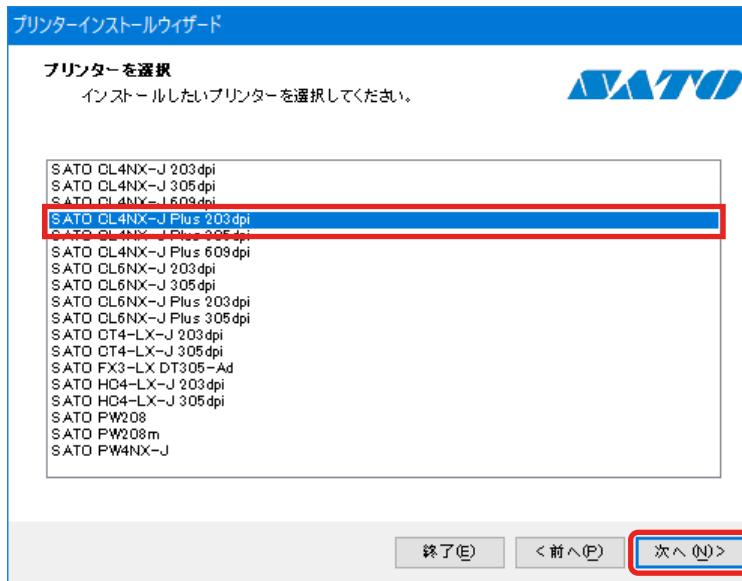 プリンターインストールウィザード
プリンターを選択
インストールしたいプリンターを選択してください。
SATO
SATO CL4NX-J 203dpi
SATO CL4NX-J 305dpi
SATO CL4NX-J 609dpi
SATO CL4NX-J Plus 203dpi
SATO CL4NX-J Plus 305dpi
SATO CL4NX-J Plus 609dpi
SATO CL6NX-J 203dpi
SATO CL6NX-J 305dpi
SATO CL6NX-J Plus 203dpi
SATO CL6NX-J Plus 305dpi
SATO CT4-LX-J 203dpi
SATO CT4-LX-J 305dpi
SATO FX3-LX DT305-Ad
SATO HC4-LX-J 203dpi
SATO HC4-LX-J 305dpi
SATO PW208
SATO PW208m
SATO PW4NX-J
終了(E) <前へ(P) 次へ(N)>